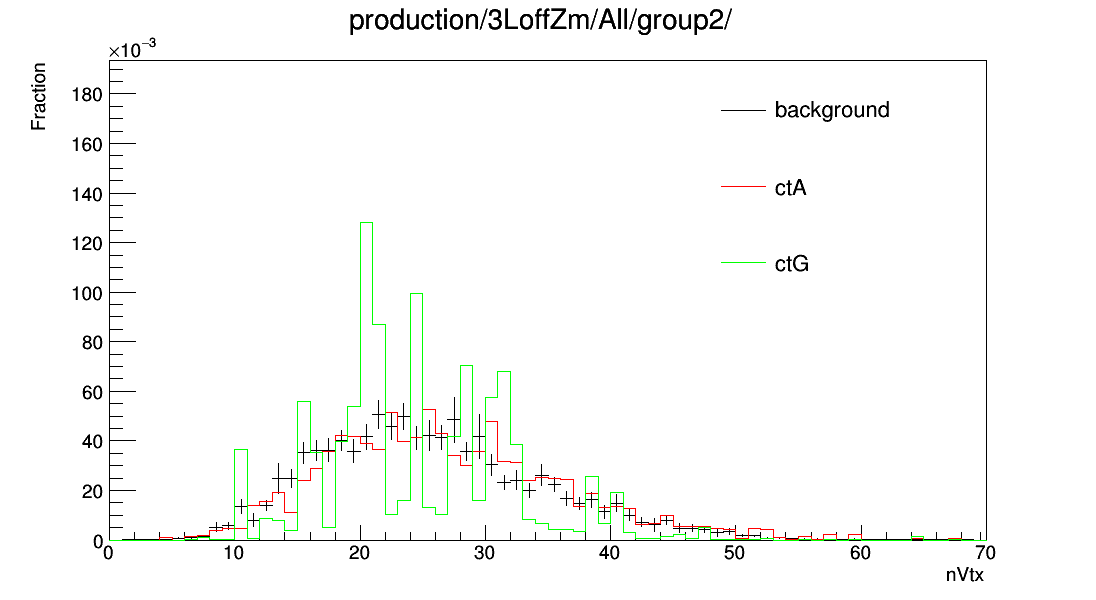 production/3LoffZm/All/group2/
×10⁻³
Fraction
180
160
140
120
100
80
60
40
20
0
background
ctA
ctG
0 10 20 30 40 50 60 70
nVtx